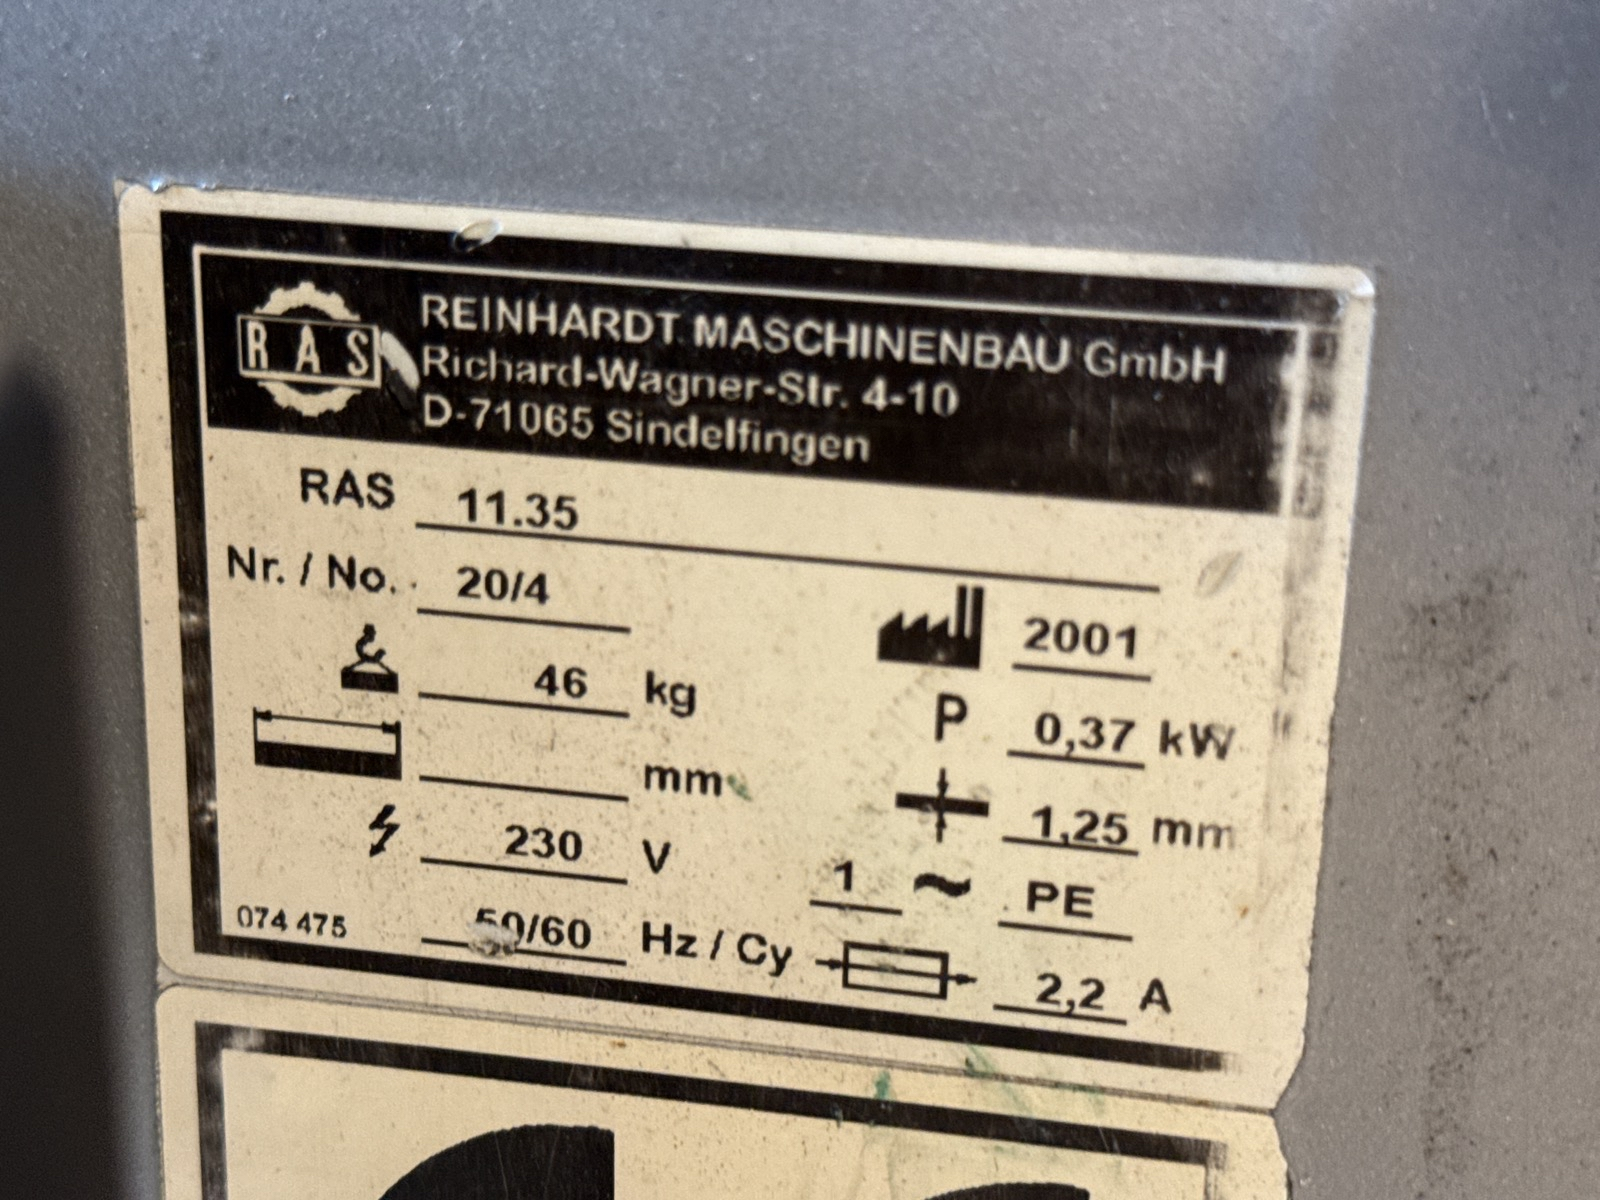 RAS
REINHARDT MASCHINENBAU GmbH
Richard-Wagner-Str. 4-10
D-71065 Sindelfingen
RAS 11.35
Nr. / No. 20/4
2001
46 kg
P 0,37 kW
mm
1,25 mm
230 V
1 ~ PE
074 475
50/60 Hz / Cy
2,2 A